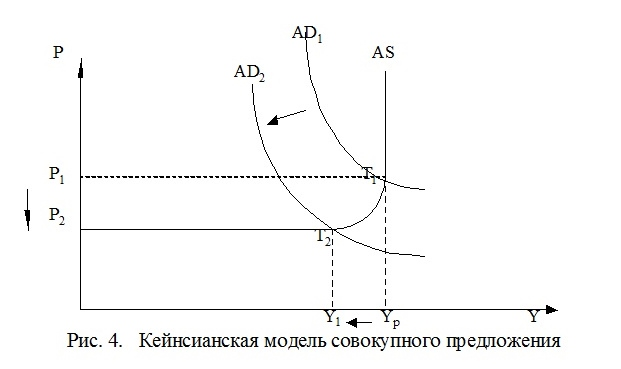 AD₁
P AD₂ AS
P₁ T₁
P₂ T₂
Y₁ Yₚ Y
Рис. 4. Кейнсианская модель совокупного предложения